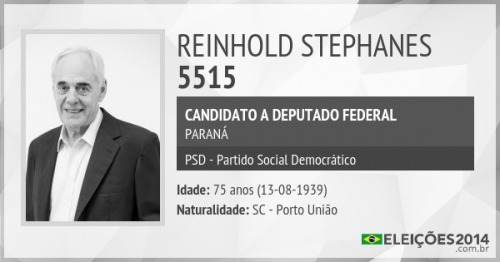 REINHOLD STEPHANES
5515
CANDIDATO A DEPUTADO FEDERAL
PARANÁ
PSD - Partido Social Democrático
Idade: 75 anos (13-08-1939)
Naturalidade: SC - Porto União
ELEIÇÕES2014
.com.br